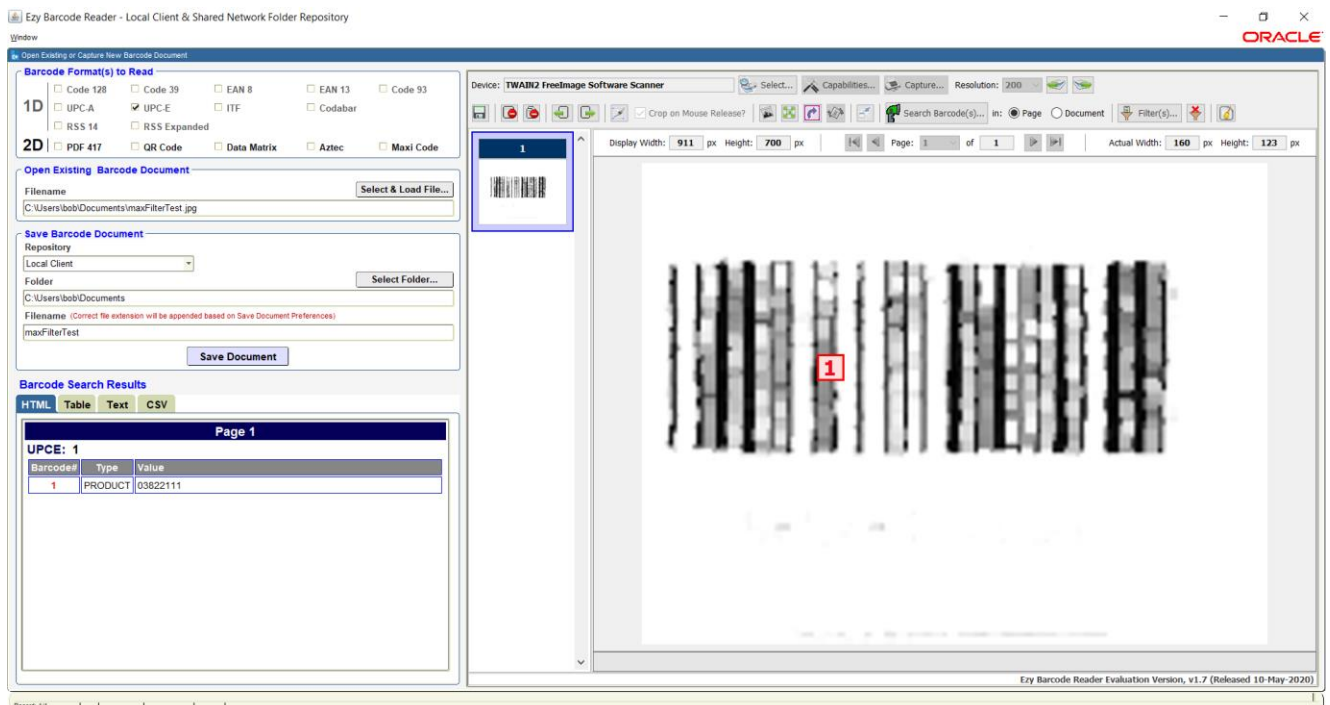 Ezy Barcode Reader - Local Client & Shared Network Folder Repository
Window
ORACLE
Open Existing or Capture New Barcode Document
Barcode Format(s) to Read
1D
Code 128 Code 39 EAN 8 EAN 13 Code 93
UPC-A UPC-E ITF Codabar
RSS 14 RSS Expanded
2D PDF 417 QR Code Data Matrix Aztec Maxi Code
Open Existing Barcode Document
Filename
Select & Load File...
C:\Users\bob\Documents\maxFilterTest.jpg
Save Barcode Document
Repository
Local Client
Folder
Select Folder...
C:\Users\bob\Documents
Filename (Correct file extension will be appended based on Save Document Preferences)
maxFilterTest
Save Document
Barcode Search Results
HTML Table Text CSV
Page 1
UPCE: 1
Barcode# Type Value
1 PRODUCT 03822111
Device: TWAIN2 FreeImage Software Scanner Select... Capabilities... Capture... Resolution: 200
Crop on Mouse Release? Search Barcode(s)... in: Page Document Filter(s)...
1
Display Width: 911 px Height: 700 px Page: 1 of 1 Actual Width: 160 px Height: 123 px
1
Ezy Barcode Reader Evaluation Version, v1.7 (Released 10-May-2020)